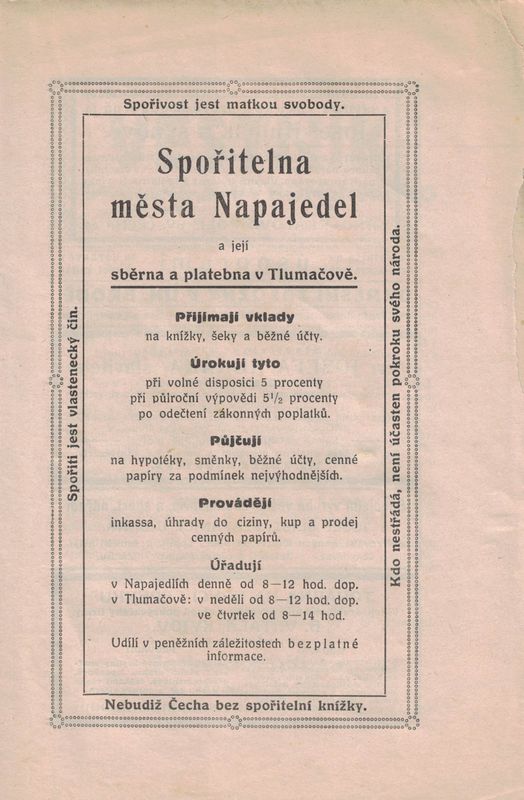 Spořivost jest matkou svobody.
Spořitelna
města Napajedel
a její
sběrna a platebna v Tlumačově.
Přijímají vklady
na knížky, šeky a běžné účty.
Úrokují tyto
při volné disposici 5 procenty
při půlroční výpovědi 5½ procenty
po odečtení zákonných poplatků.
Půjčují
na hypotéky, směnky, běžné účty, cenné
papíry za podmínek nejvýhodnějších.
Provádějí
inkassa, úhrady do ciziny, kup a prodej
cenných papírů.
Úřadují
v Napajedlích denně od 8—12 hod. dop.
v Tlumačově: v neděli od 8—12 hod. dop.
ve čtvrtek od 8—14 hod.
Udílí v peněžních záležitostech bezplatné
informace.
Spořiti jest vlastenecký čin.
Kdo nestřádá, není účasten pokroku svého národa.
Nebudiž Čecha bez spořitelní knížky.